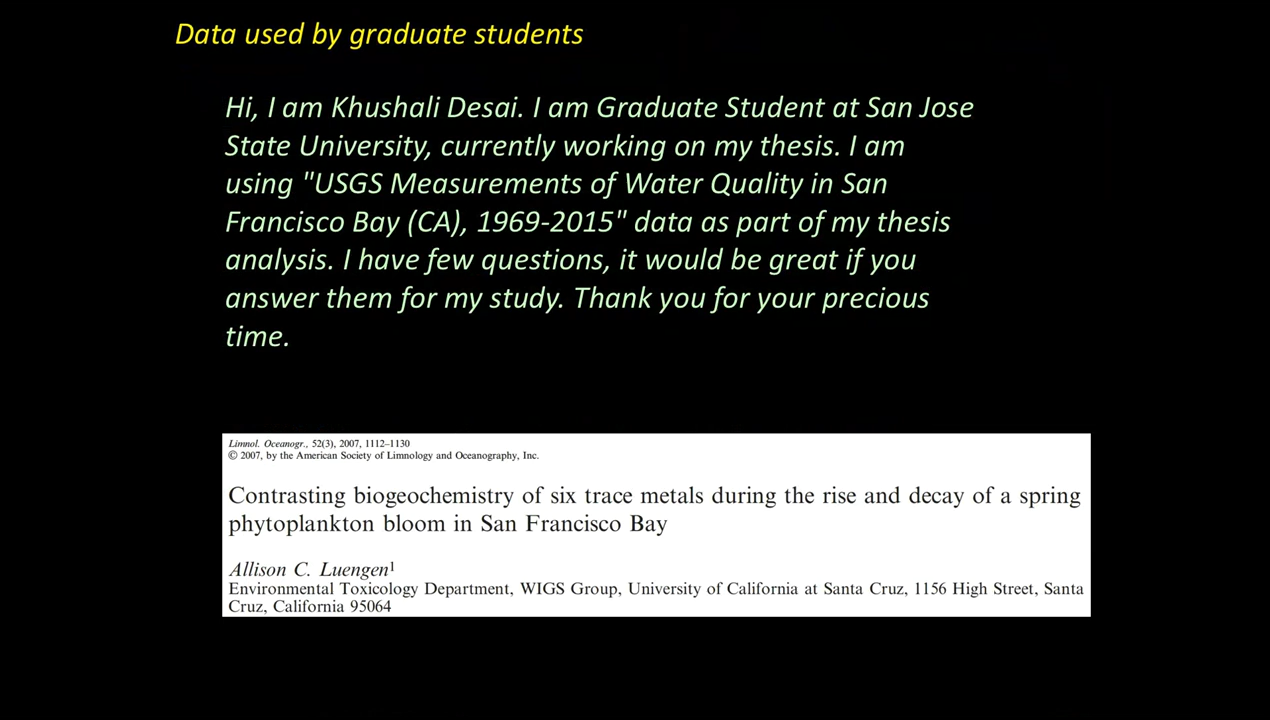 Data used by graduate students
Hi, I am Khushali Desai. I am Graduate Student at San Jose
State University, currently working on my thesis. I am
using "USGS Measurements of Water Quality in San
Francisco Bay (CA), 1969-2015" data as part of my thesis
analysis. I have few questions, it would be great if you
answer them for my study. Thank you for your precious
time.
Limnol. Oceanogr., 52(3), 2007, 1112–1130
© 2007, by the American Society of Limnology and Oceanography, Inc.
Contrasting biogeochemistry of six trace metals during the rise and decay of a spring
phytoplankton bloom in San Francisco Bay
Allison C. Luengen¹
Environmental Toxicology Department, WIGS Group, University of California at Santa Cruz, 1156 High Street, Santa
Cruz, California 95064